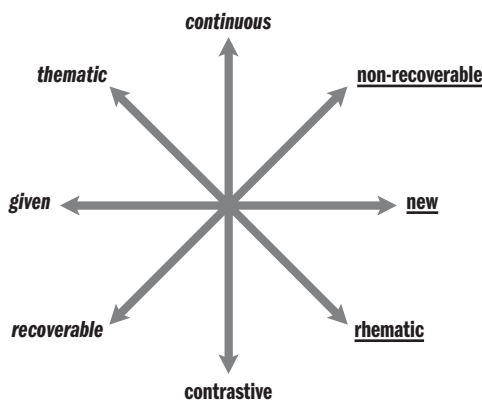 continuous
thematic
non-recoverable
given
new
recoverable
rhematic
contrastive